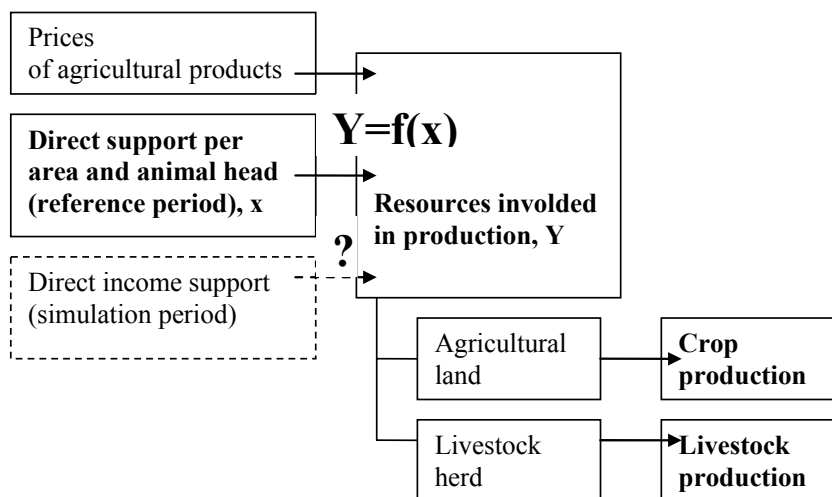 Prices
of agricultural products
Y=f(x)
Direct support per
area and animal head
(reference period), x
Resources involded
in production, Y
?
Direct income support
(simulation period)
Agricultural
land
Crop
production
Livestock
herd
Livestock
production